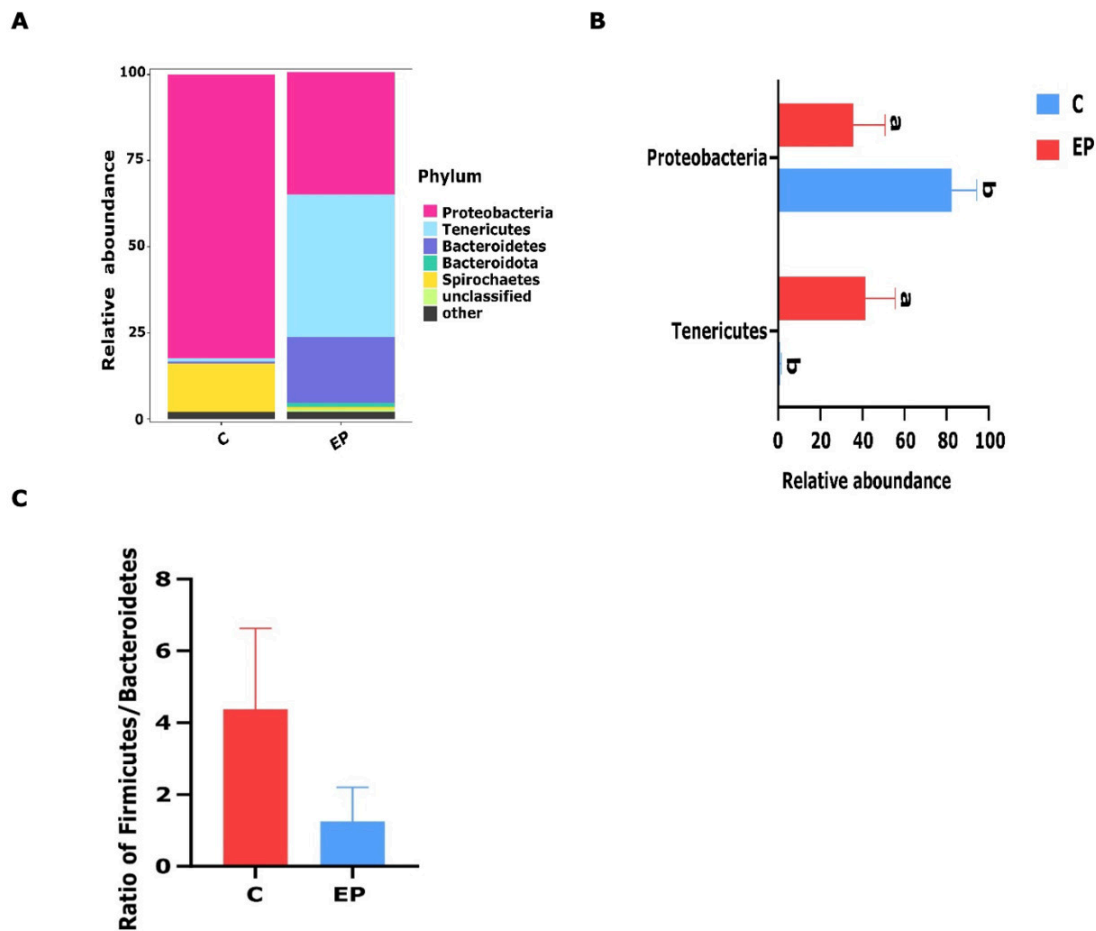 A
100
75
50
25
0
Relative aboundance
C
EP
Phylum
Proteobacteria
Tenericutes
Bacteroidetes
Bacteroidota
Spirochaetes
unclassified
other
B
Proteobacteria
Tenericutes
a
b
a
b
0 20 40 60 80 100
Relative aboundance
C
EP
C
8
6
4
2
0
Ratio of Firmicutes/Bacteroidetes
C
EP